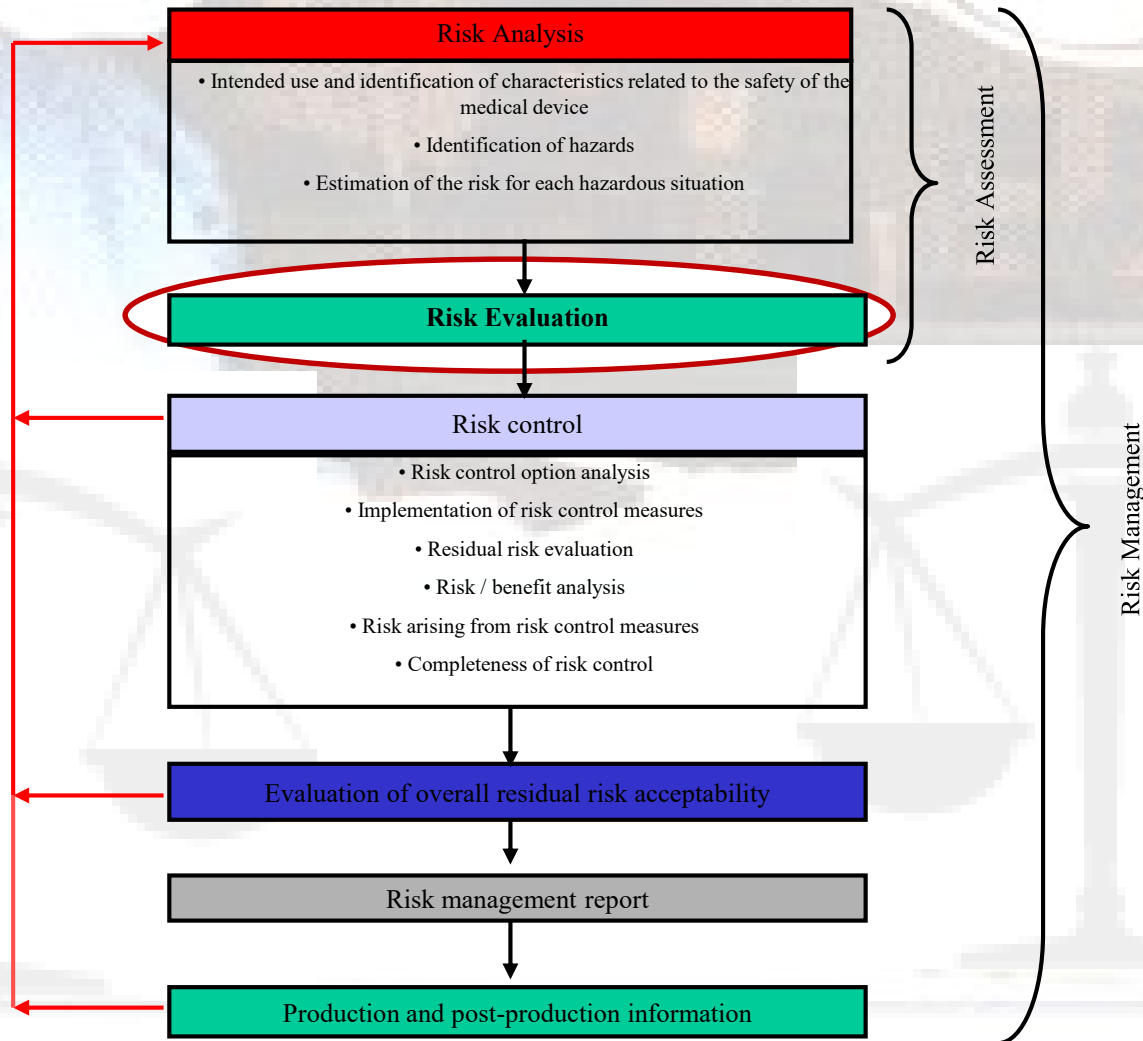 Risk Analysis
• Intended use and identification of characteristics related to the safety of the
medical device
• Identification of hazards
• Estimation of the risk for each hazardous situation
Risk Assessment
Risk Evaluation
Risk control
• Risk control option analysis
• Implementation of risk control measures
• Residual risk evaluation
• Risk / benefit analysis
• Risk arising from risk control measures
• Completeness of risk control
Risk Management
Evaluation of overall residual risk acceptability
Risk management report
Production and post-production information